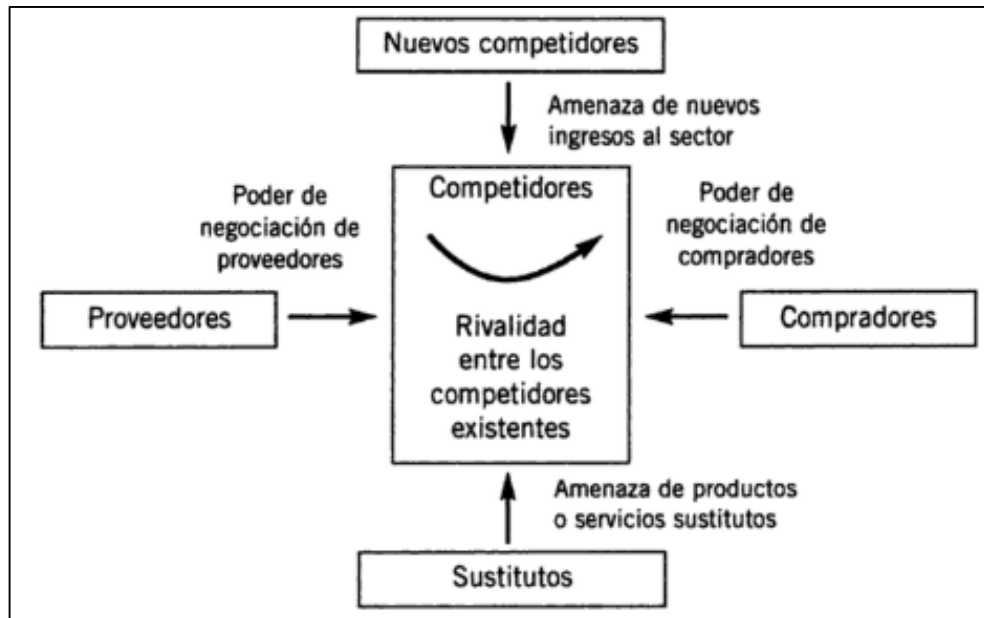 Nuevos competidores
Amenaza de nuevos
ingresos al sector
Poder de
negociación de
proveedores
Competidores
Poder de
negociación de
compradores
Proveedores
Rivalidad
entre los
competidores
existentes
Compradores
Amenaza de productos
o servicios sustitutos
Sustitutos